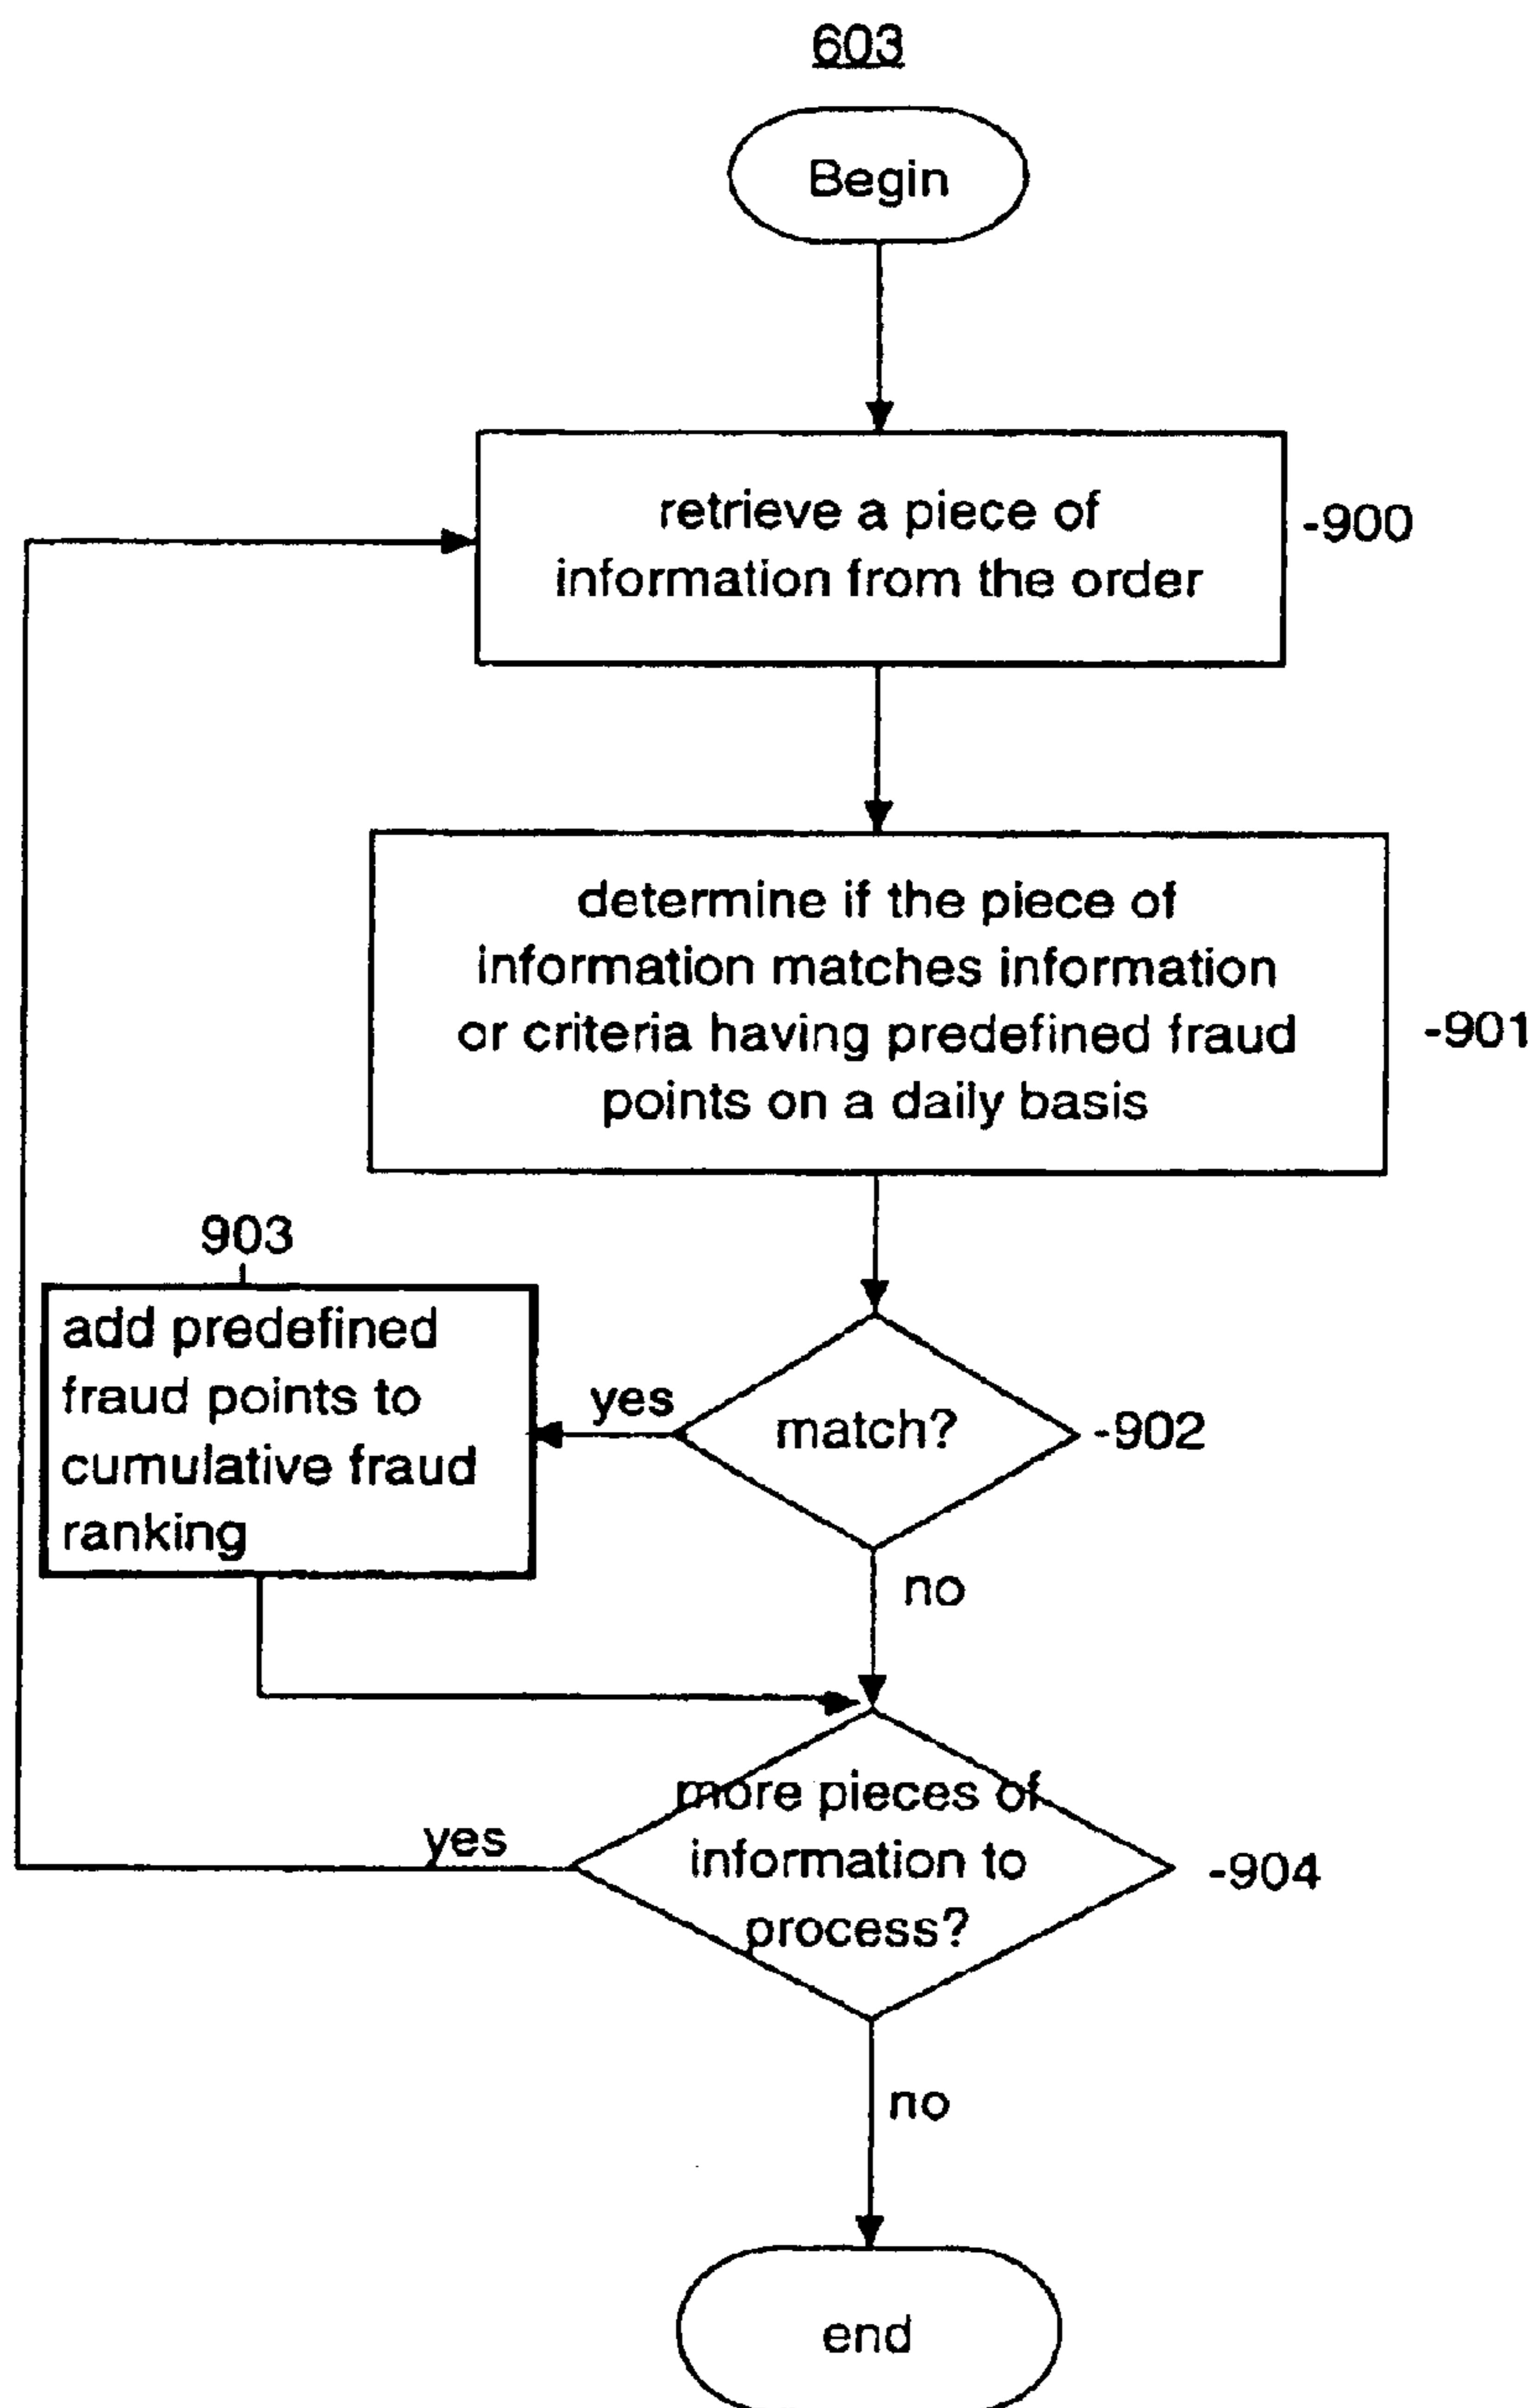 603
Begin
retrieve a piece of
information from the order
-900
determine if the piece of
information matches information
or criteria having predefined fraud
points on a daily basis
-901
903
add predefined
fraud points to
cumulative fraud
ranking
yes
match?
-902
no
more pieces of
information to
process?
yes
-904
no
end